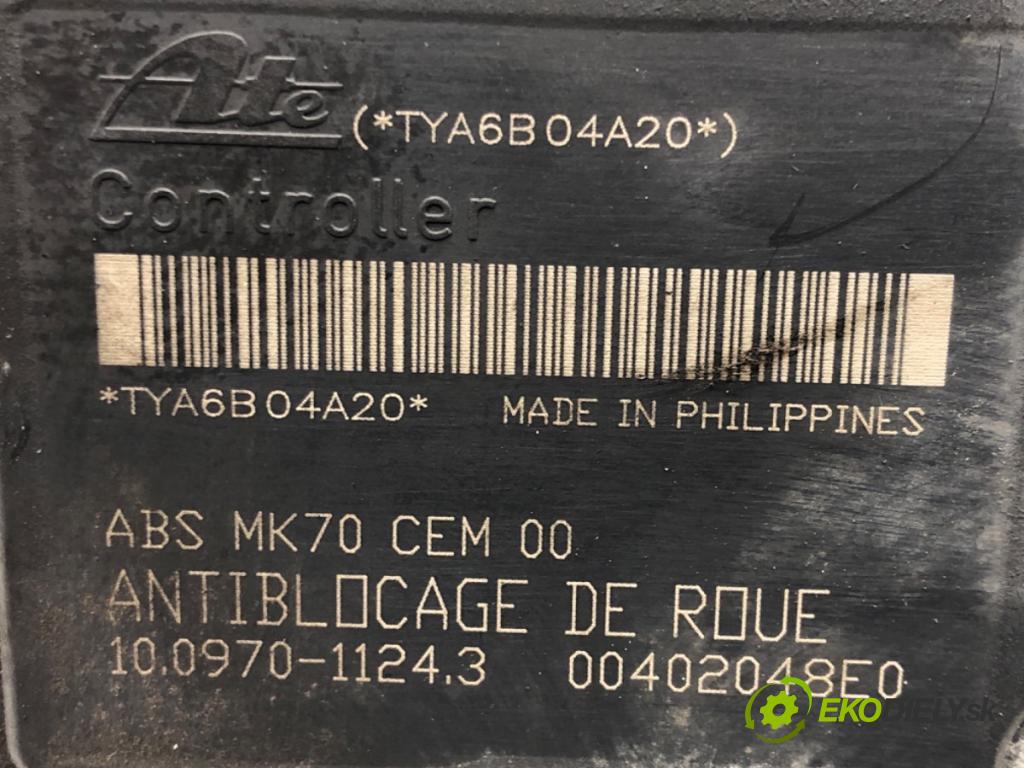 Ate (*TYA6B04A20*)
Controller
*TYA6B04A20* MADE IN PHILIPPINES
ABS MK70 CEM 00
ANTIBLOCAGE DE ROUE
10.0970-1124.3 00402048E0
EKODIELY.sk